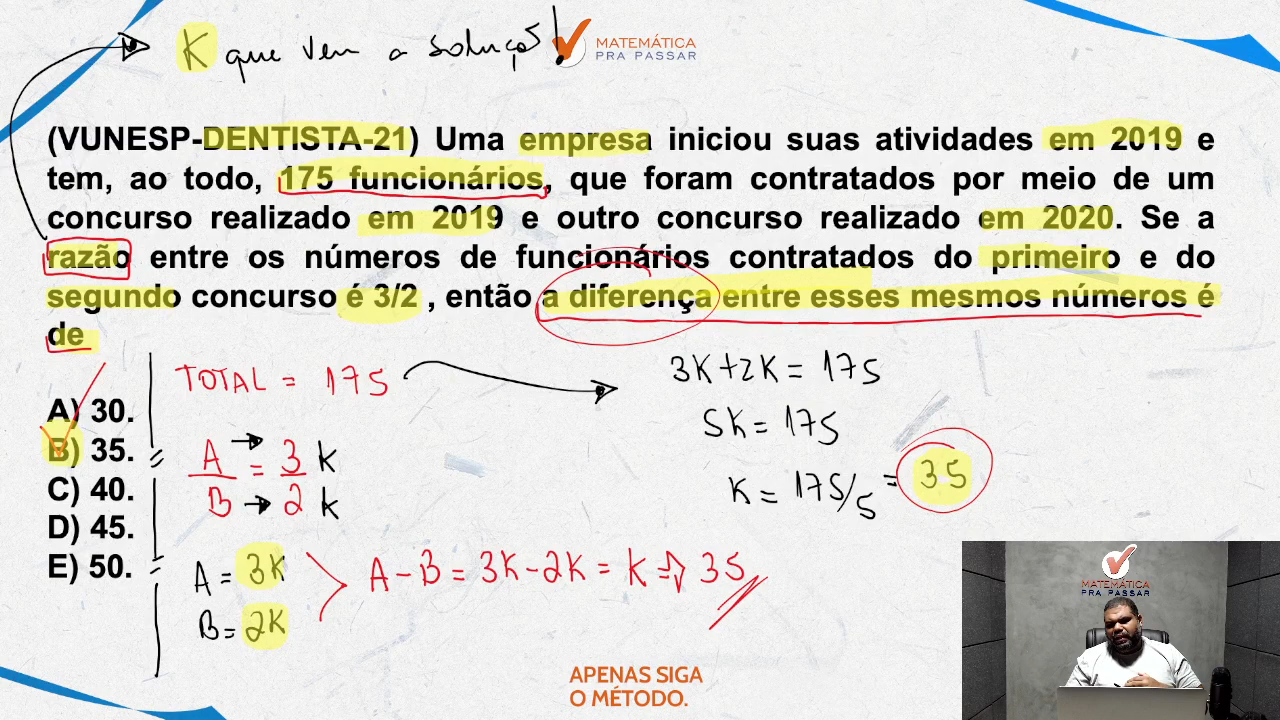 K que vem a solução!
MATEMÁTICA
PRA PASSAR
(VUNESP-DENTISTA-21) Uma empresa iniciou suas atividades em 2019 e
tem, ao todo, 175 funcionários, que foram contratados por meio de um
concurso realizado em 2019 e outro concurso realizado em 2020. Se a
razão entre os números de funcionários contratados do primeiro e do
segundo concurso é 3/2 , então a diferença entre esses mesmos números é
de
A) 30.
B) 35.
C) 40.
D) 45.
E) 50.
TOTAL = 175
A → = 3 K
B → 2 K
A = 3K
B = 2K
A - B = 3K - 2K = K ⇒ 35
3K + 2K = 175
5K = 175
K = 175/5 = 35
MATEMÁTICA
PRA PASSAR
APENAS SIGA
O MÉTODO.